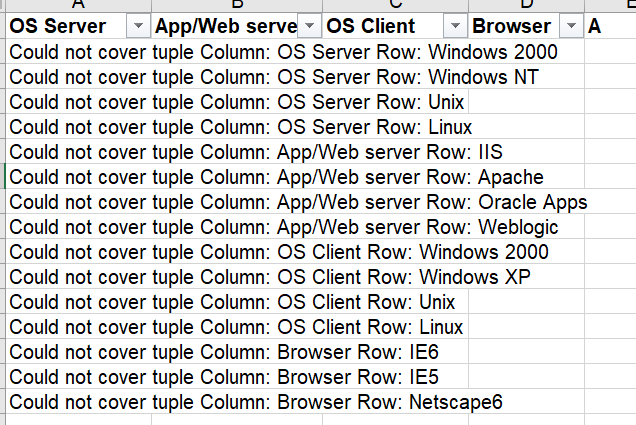 A B C D E
OS Server App/Web serve OS Client Browser A
Could not cover tuple Column: OS Server Row: Windows 2000
Could not cover tuple Column: OS Server Row: Windows NT
Could not cover tuple Column: OS Server Row: Unix
Could not cover tuple Column: OS Server Row: Linux
Could not cover tuple Column: App/Web server Row: IIS
Could not cover tuple Column: App/Web server Row: Apache
Could not cover tuple Column: App/Web server Row: Oracle Apps
Could not cover tuple Column: App/Web server Row: Weblogic
Could not cover tuple Column: OS Client Row: Windows 2000
Could not cover tuple Column: OS Client Row: Windows XP
Could not cover tuple Column: OS Client Row: Unix
Could not cover tuple Column: OS Client Row: Linux
Could not cover tuple Column: Browser Row: IE6
Could not cover tuple Column: Browser Row: IE5
Could not cover tuple Column: Browser Row: Netscape6